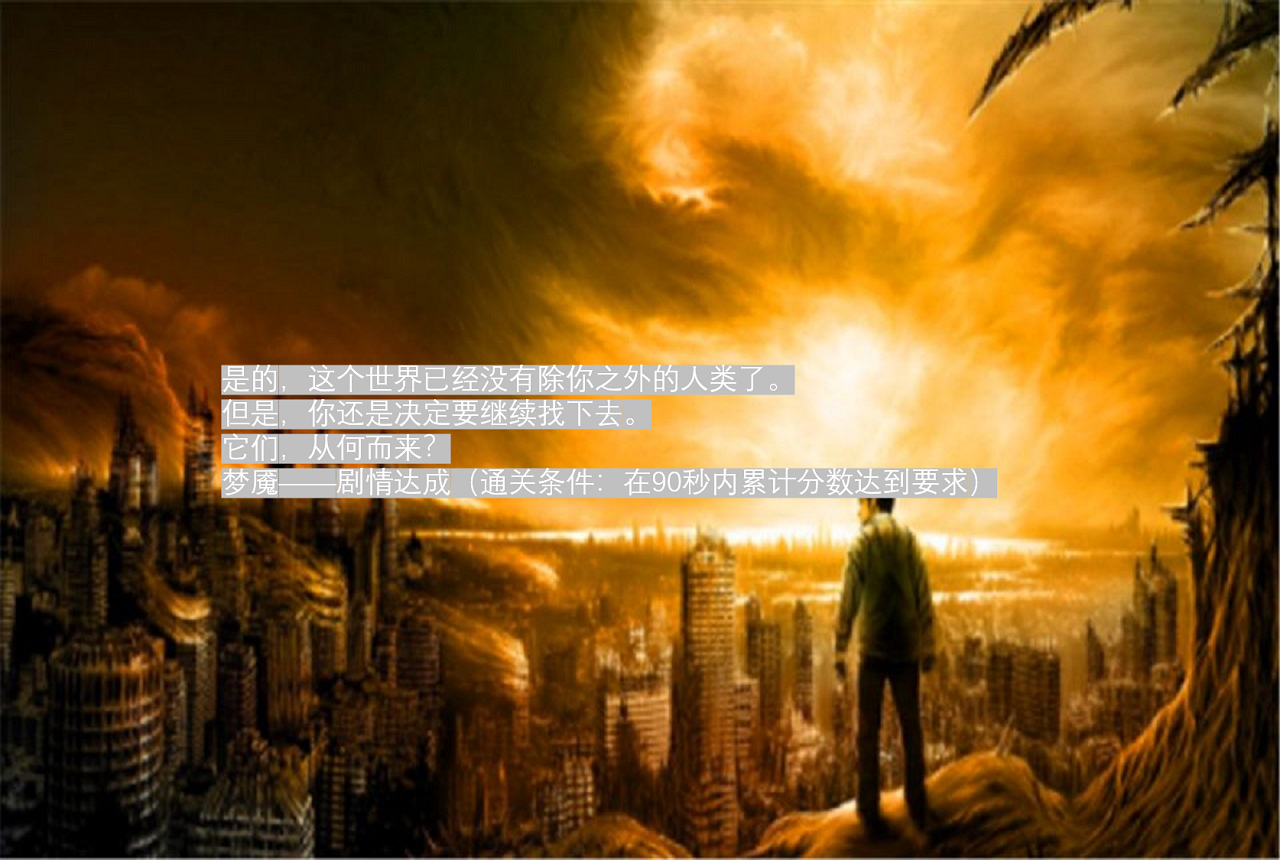 是的，这个世界已经没有除你之外的人类了。
但是，你还是决定要继续找下去。
它们，从何而来？
梦魇——剧情达成（通关条件：在90秒内累计分数达到要求）